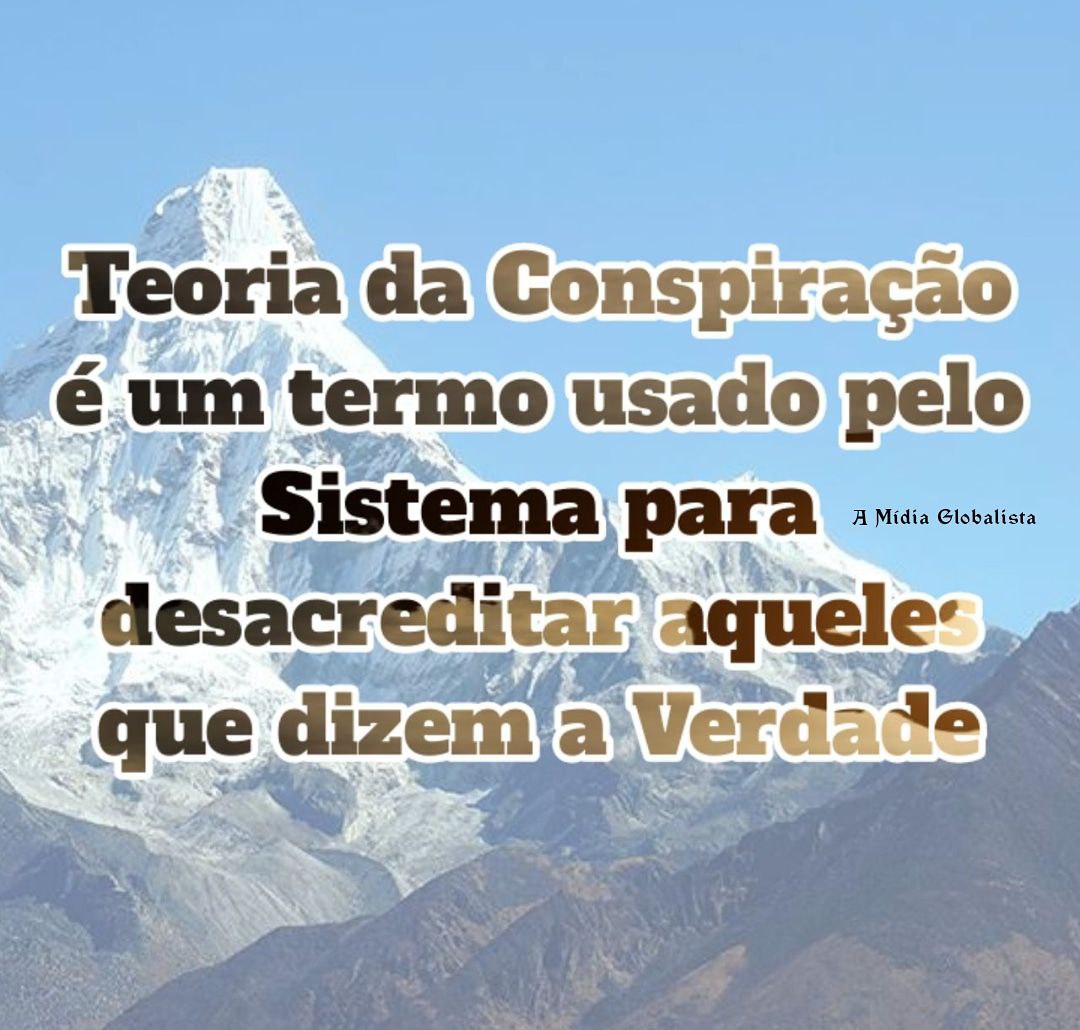 Teoria da Conspiração
é um termo usado pelo
Sistema para
A Mídia Globalista
desacreditar aqueles
que dizem a Verdade